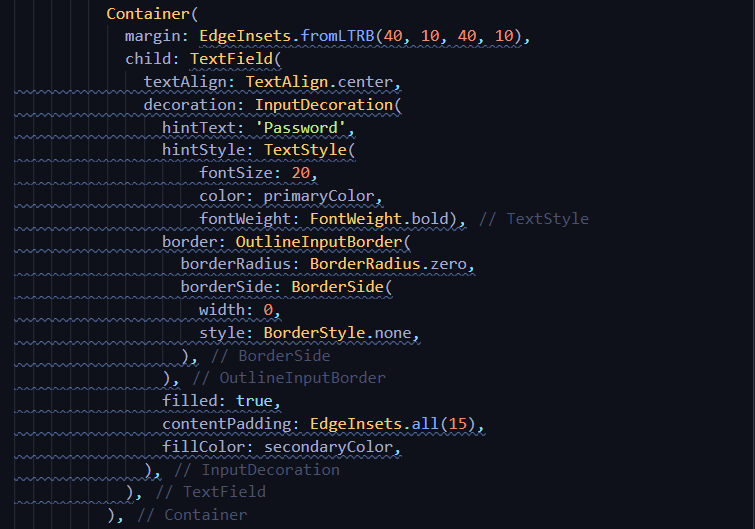 Container(
margin: EdgeInsets.fromLTRB(40, 10, 40, 10),
child: TextField(
textAlign: TextAlign.center,
decoration: InputDecoration(
hintText: 'Password',
hintStyle: TextStyle(
fontSize: 20,
color: primaryColor,
fontWeight: FontWeight.bold), // TextStyle
border: OutlineInputBorder(
borderRadius: BorderRadius.zero,
borderSide: BorderSide(
width: 0,
style: BorderStyle.none,
), // BorderSide
), // OutlineInputBorder
filled: true,
contentPadding: EdgeInsets.all(15),
fillColor: secondaryColor,
), // InputDecoration
), // TextField
), // Container